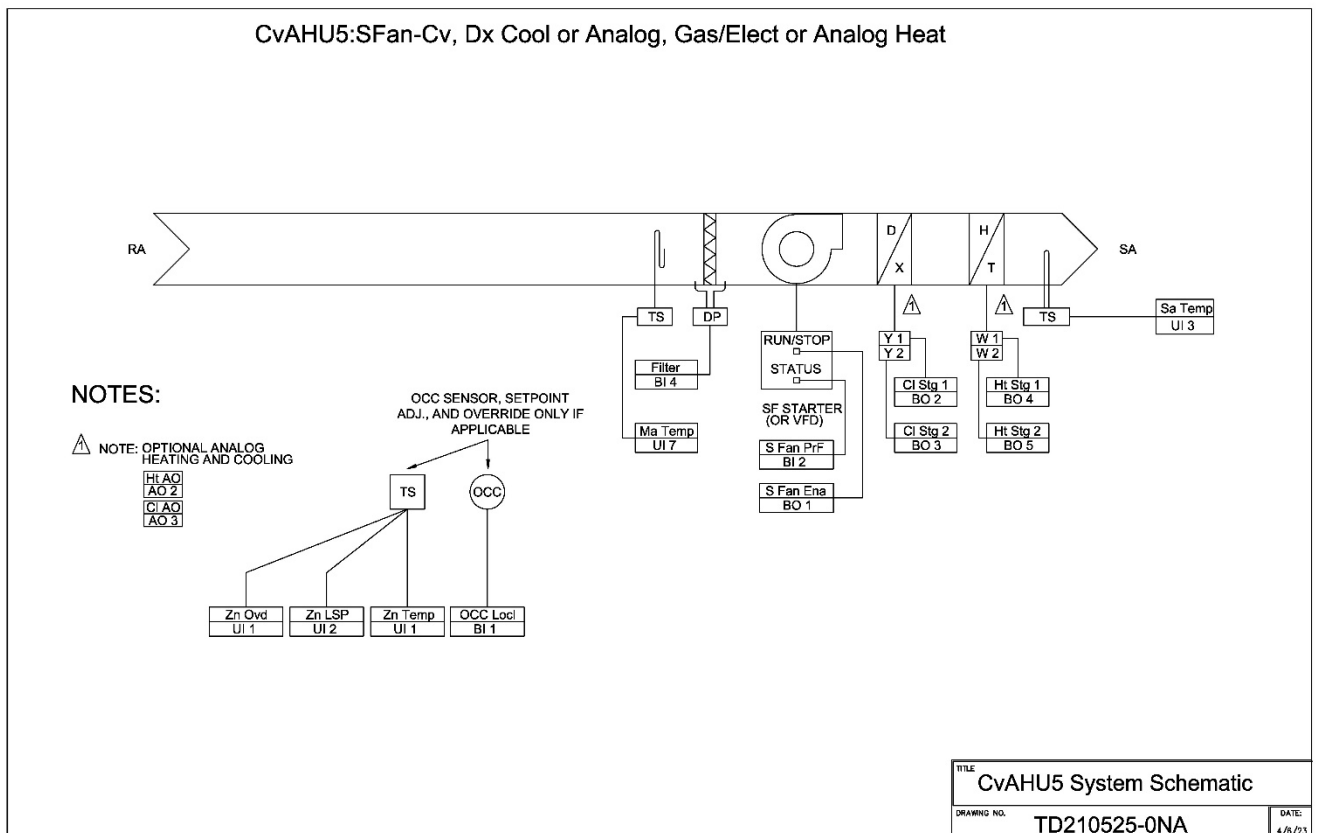 CvAHU5:SFan-Cv, Dx Cool or Analog, Gas/Elect or Analog Heat
RA
D
X
H
T
SA
1
1
TS
DP
TS
Sa Temp
UI 3
RUN/STOP
STATUS
Y 1
Y 2
W 1
W 2
Filter
BI 4
Cl Stg 1
BO 2
Ht Stg 1
BO 4
SF STARTER
(OR VFD)
Ma Temp
UI 7
Cl Stg 2
BO 3
Ht Stg 2
BO 5
S Fan PrF
BI 2
S Fan Ena
BO 1
NOTES:
1 NOTE: OPTIONAL ANALOG
HEATING AND COOLING
Ht AO
AO 2
Cl AO
AO 3
OCC SENSOR, SETPOINT
ADJ., AND OVERRIDE ONLY IF
APPLICABLE
TS
OCC
Zn Ovd
UI 1
Zn LSP
UI 2
Zn Temp
UI 1
OCC Locl
BI 1
TITLE
CvAHU5 System Schematic
DRAWING NO.
TD210525-0NA
DATE:
4/6/23